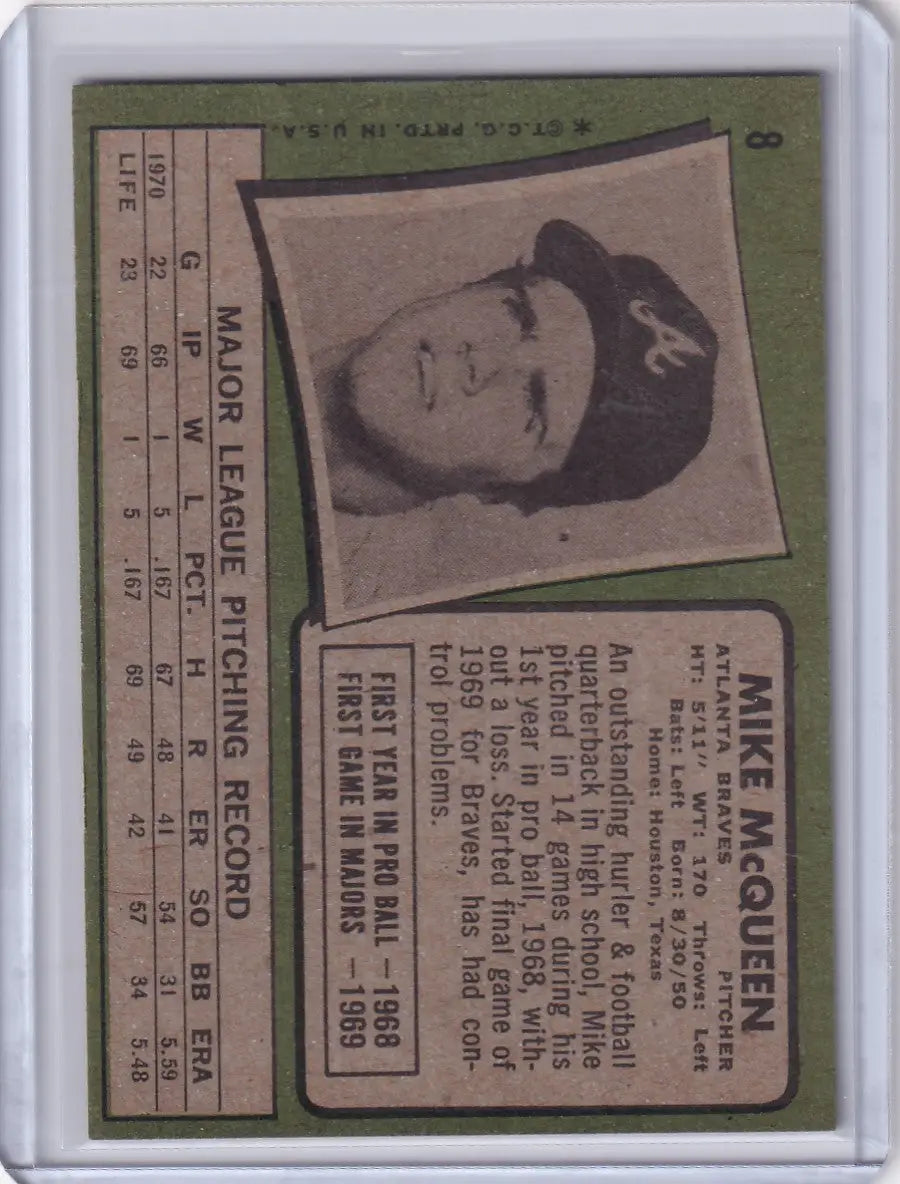 8
✱©T.C.G. PRTD. IN U.S.A.
A
MIKE McQUEEN
ATLANTA BRAVES PITCHER
HT: 5'11" WT: 170 Throws: Left
Bats: Left Born: 8/30/50
Home: Houston, Texas
An outstanding hurler & football
quarterback in high school, Mike
pitched in 14 games during his
1st year in pro ball, 1968, with-
out a loss. Started final game of
1969 for Braves, has had con-
trol problems.
FIRST YEAR IN PRO BALL—1968
FIRST GAME IN MAJORS —1969
MAJOR LEAGUE PITCHING RECORD
G IP W L PCT. H R ER SO BB ERA
1970 22 66 1 5 .167 67 48 41 54 31 5.59
LIFE 23 69 1 5 .167 69 49 42 57 34 5.48